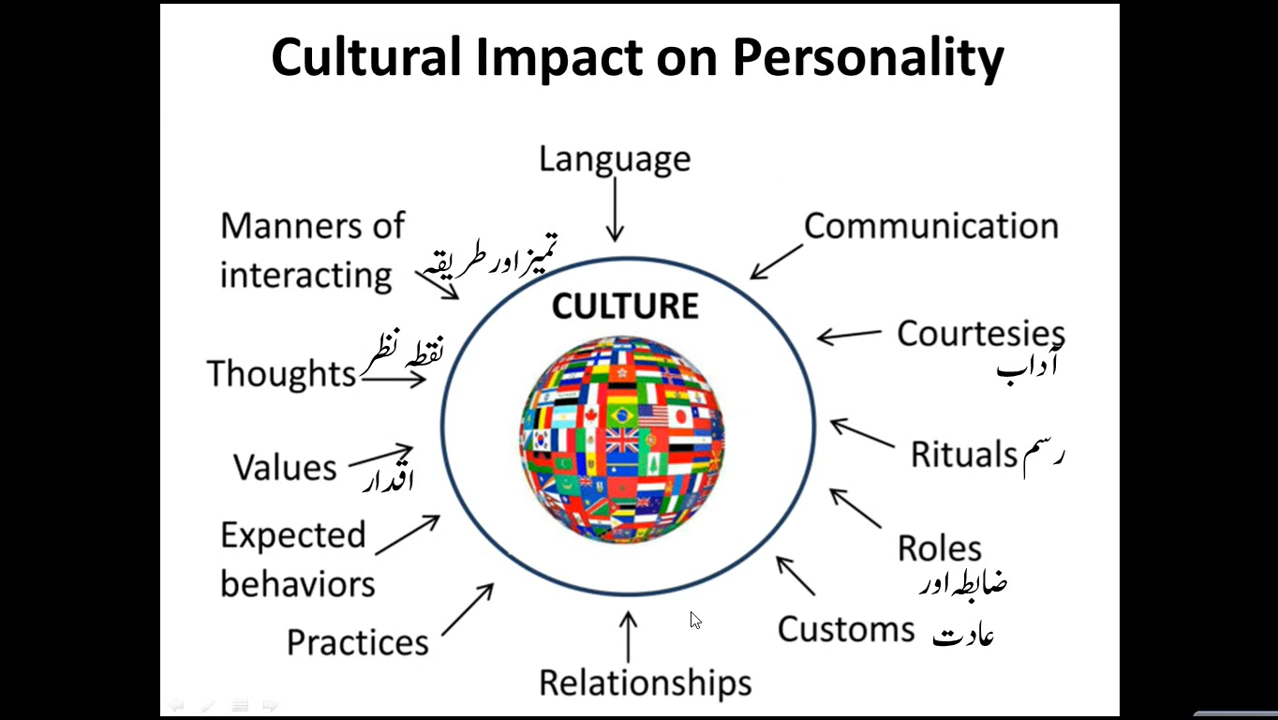 Cultural Impact on Personality
Language
Manners of
interacting
تمیز اور طریقہ
Communication
CULTURE
Courtesies
آداب
Thoughts
نقطہ نظر
Rituals رسم
Values
اقدار
Expected
behaviors
Roles
ضابطہ اور
Customs عادت
Practices
Relationships